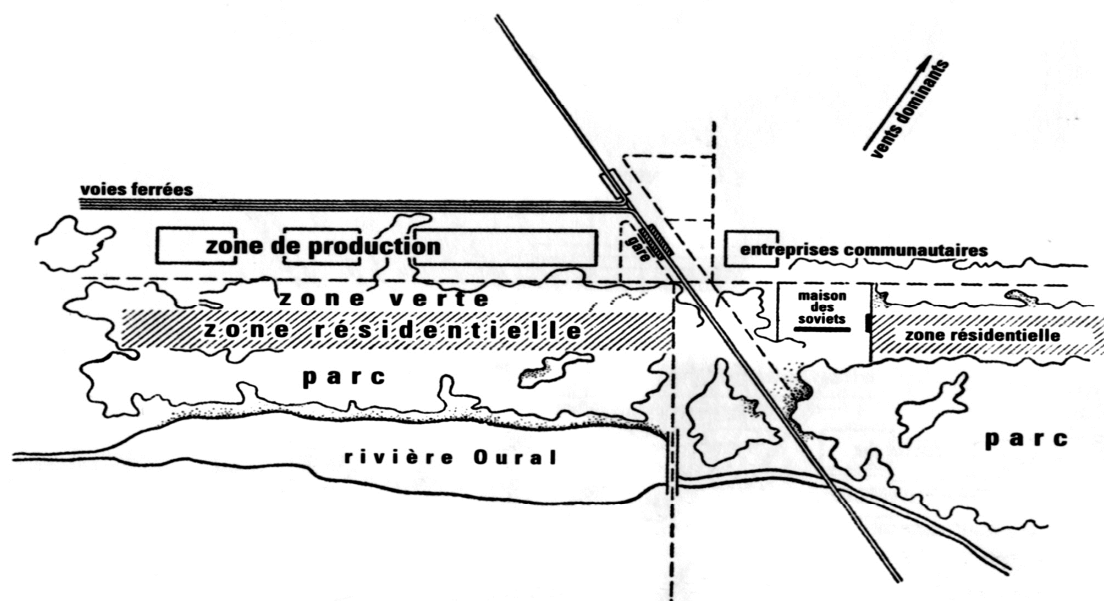 vents dominants
voies ferrées
zone de production
gare
entreprises communautaires
zone verte
maison
des
soviets
zone résidentielle
zone résidentielle
parc
parc
rivière Oural